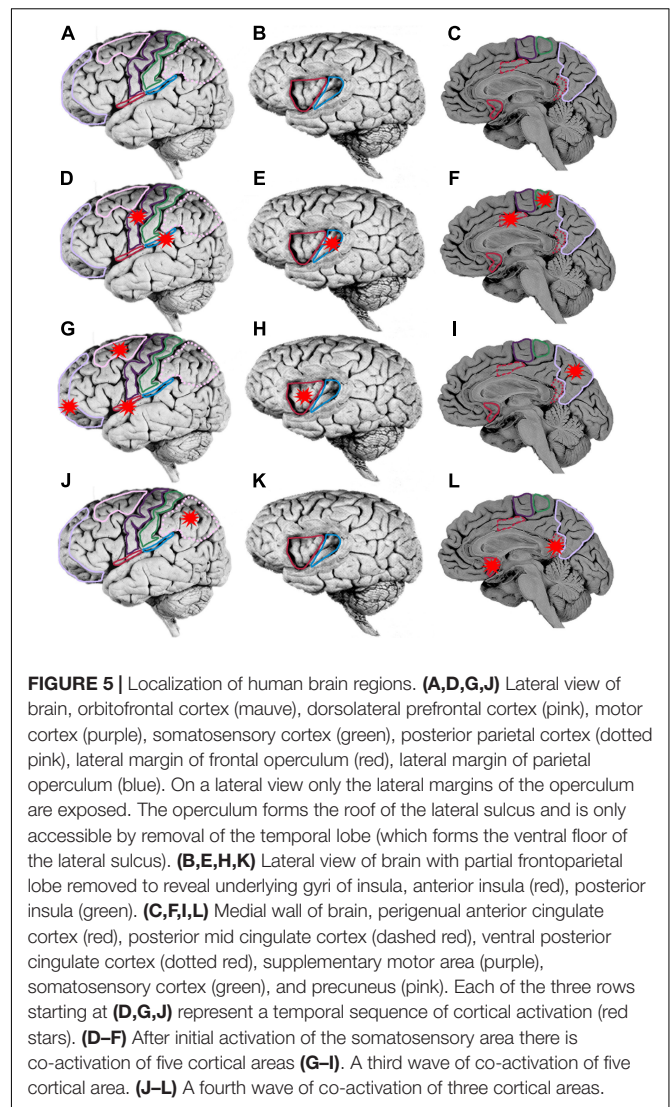 A B C
D E F
G H I
J K L
FIGURE 5 | Localization of human brain regions. (A,D,G,J) Lateral view of
brain, orbitofrontal cortex (mauve), dorsolateral prefrontal cortex (pink), motor
cortex (purple), somatosensory cortex (green), posterior parietal cortex (dotted
pink), lateral margin of frontal operculum (red), lateral margin of parietal
operculum (blue). On a lateral view only the lateral margins of the operculum
are exposed. The operculum forms the roof of the lateral sulcus and is only
accessible by removal of the temporal lobe (which forms the ventral floor of
the lateral sulcus). (B,E,H,K) Lateral view of brain with partial frontoparietal
lobe removed to reveal underlying gyri of insula, anterior insula (red), posterior
insula (green). (C,F,I,L) Medial wall of brain, perigenual anterior cingulate
cortex (red), posterior mid cingulate cortex (dashed red), ventral posterior
cingulate cortex (dotted red), supplementary motor area (purple),
somatosensory cortex (green), and precuneus (pink). Each of the three rows
starting at (D,G,J) represent a temporal sequence of cortical activation (red
stars). (D–F) After initial activation of the somatosensory area there is
co-activation of five cortical areas (G–I). A third wave of co-activation of five
cortical area. (J–L) A fourth wave of co-activation of three cortical areas.